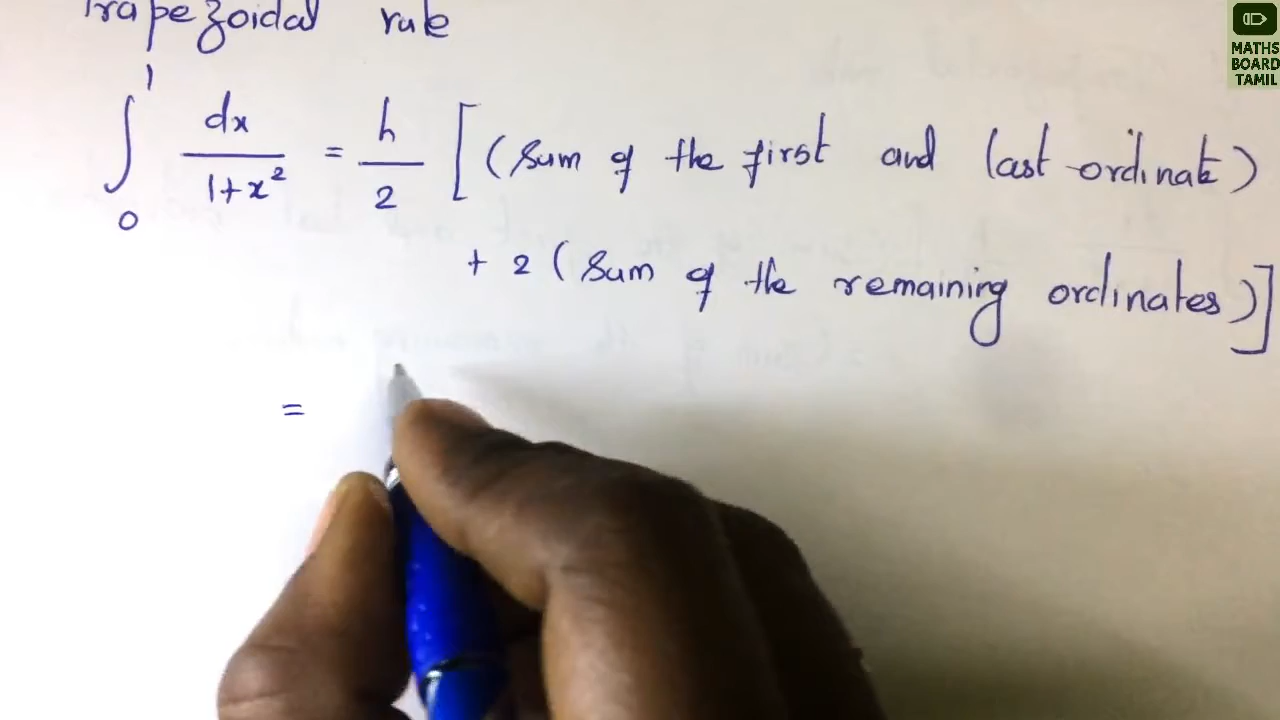 Trapezoidal rule
∫₀¹ dx/(1+x²) = h/2 [(Sum of the first and last ordinate)
+ 2 (Sum of the remaining ordinates)]
=
MATHS
BOARD
TAMIL